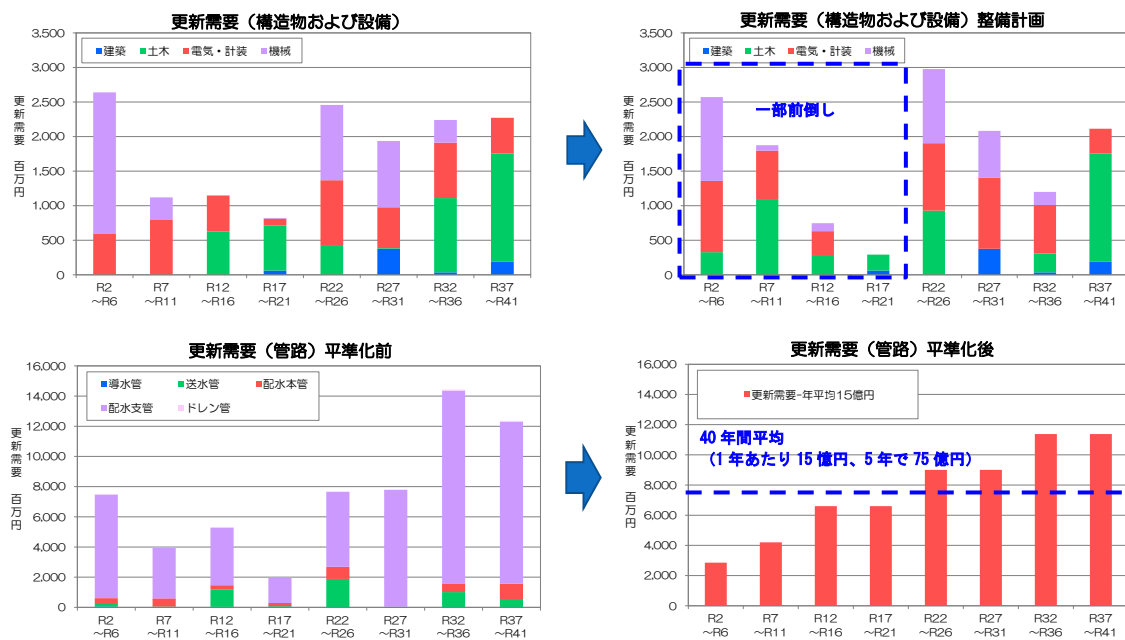 更新需要（構造物および設備）
3,500
3,000
2,500
2,000
1,500
1,000
500
0
更新需要 百万円
建築 土木 電気・計装 機械
R2 R7 R12 R17 R22 R27 R32 R37
～R6 ～R11 ～R16 ～R21 ～R26 ～R31 ～R36 ～R41
更新需要（構造物および設備）整備計画
3,500
3,000
2,500
2,000
1,500
1,000
500
0
更新需要 百万円
建築 土木 電気・計装 機械
一部前倒し
R2 R7 R12 R17 R22 R27 R32 R37
～R6 ～R11 ～R16 ～R21 ～R26 ～R31 ～R36 ～R41
更新需要（管路）平準化前
16,000
14,000
12,000
10,000
8,000
6,000
4,000
2,000
0
更新需要 百万円
導水管 送水管 配水本管
配水支管 ドレン管
R2 R7 R12 R17 R22 R27 R32 R37
～R6 ～R11 ～R16 ～R21 ～R26 ～R31 ～R36 ～R41
更新需要（管路）平準化後
16,000
14,000
12,000
10,000
8,000
6,000
4,000
2,000
0
更新需要 百万円
更新需要-年平均15億円
40 年間平均
（1 年あたり 15 億円、5 年で 75 億円）
R2 R7 R12 R17 R22 R27 R32 R37
～R6 ～R11 ～R16 ～R21 ～R26 ～R31 ～R36 ～R41